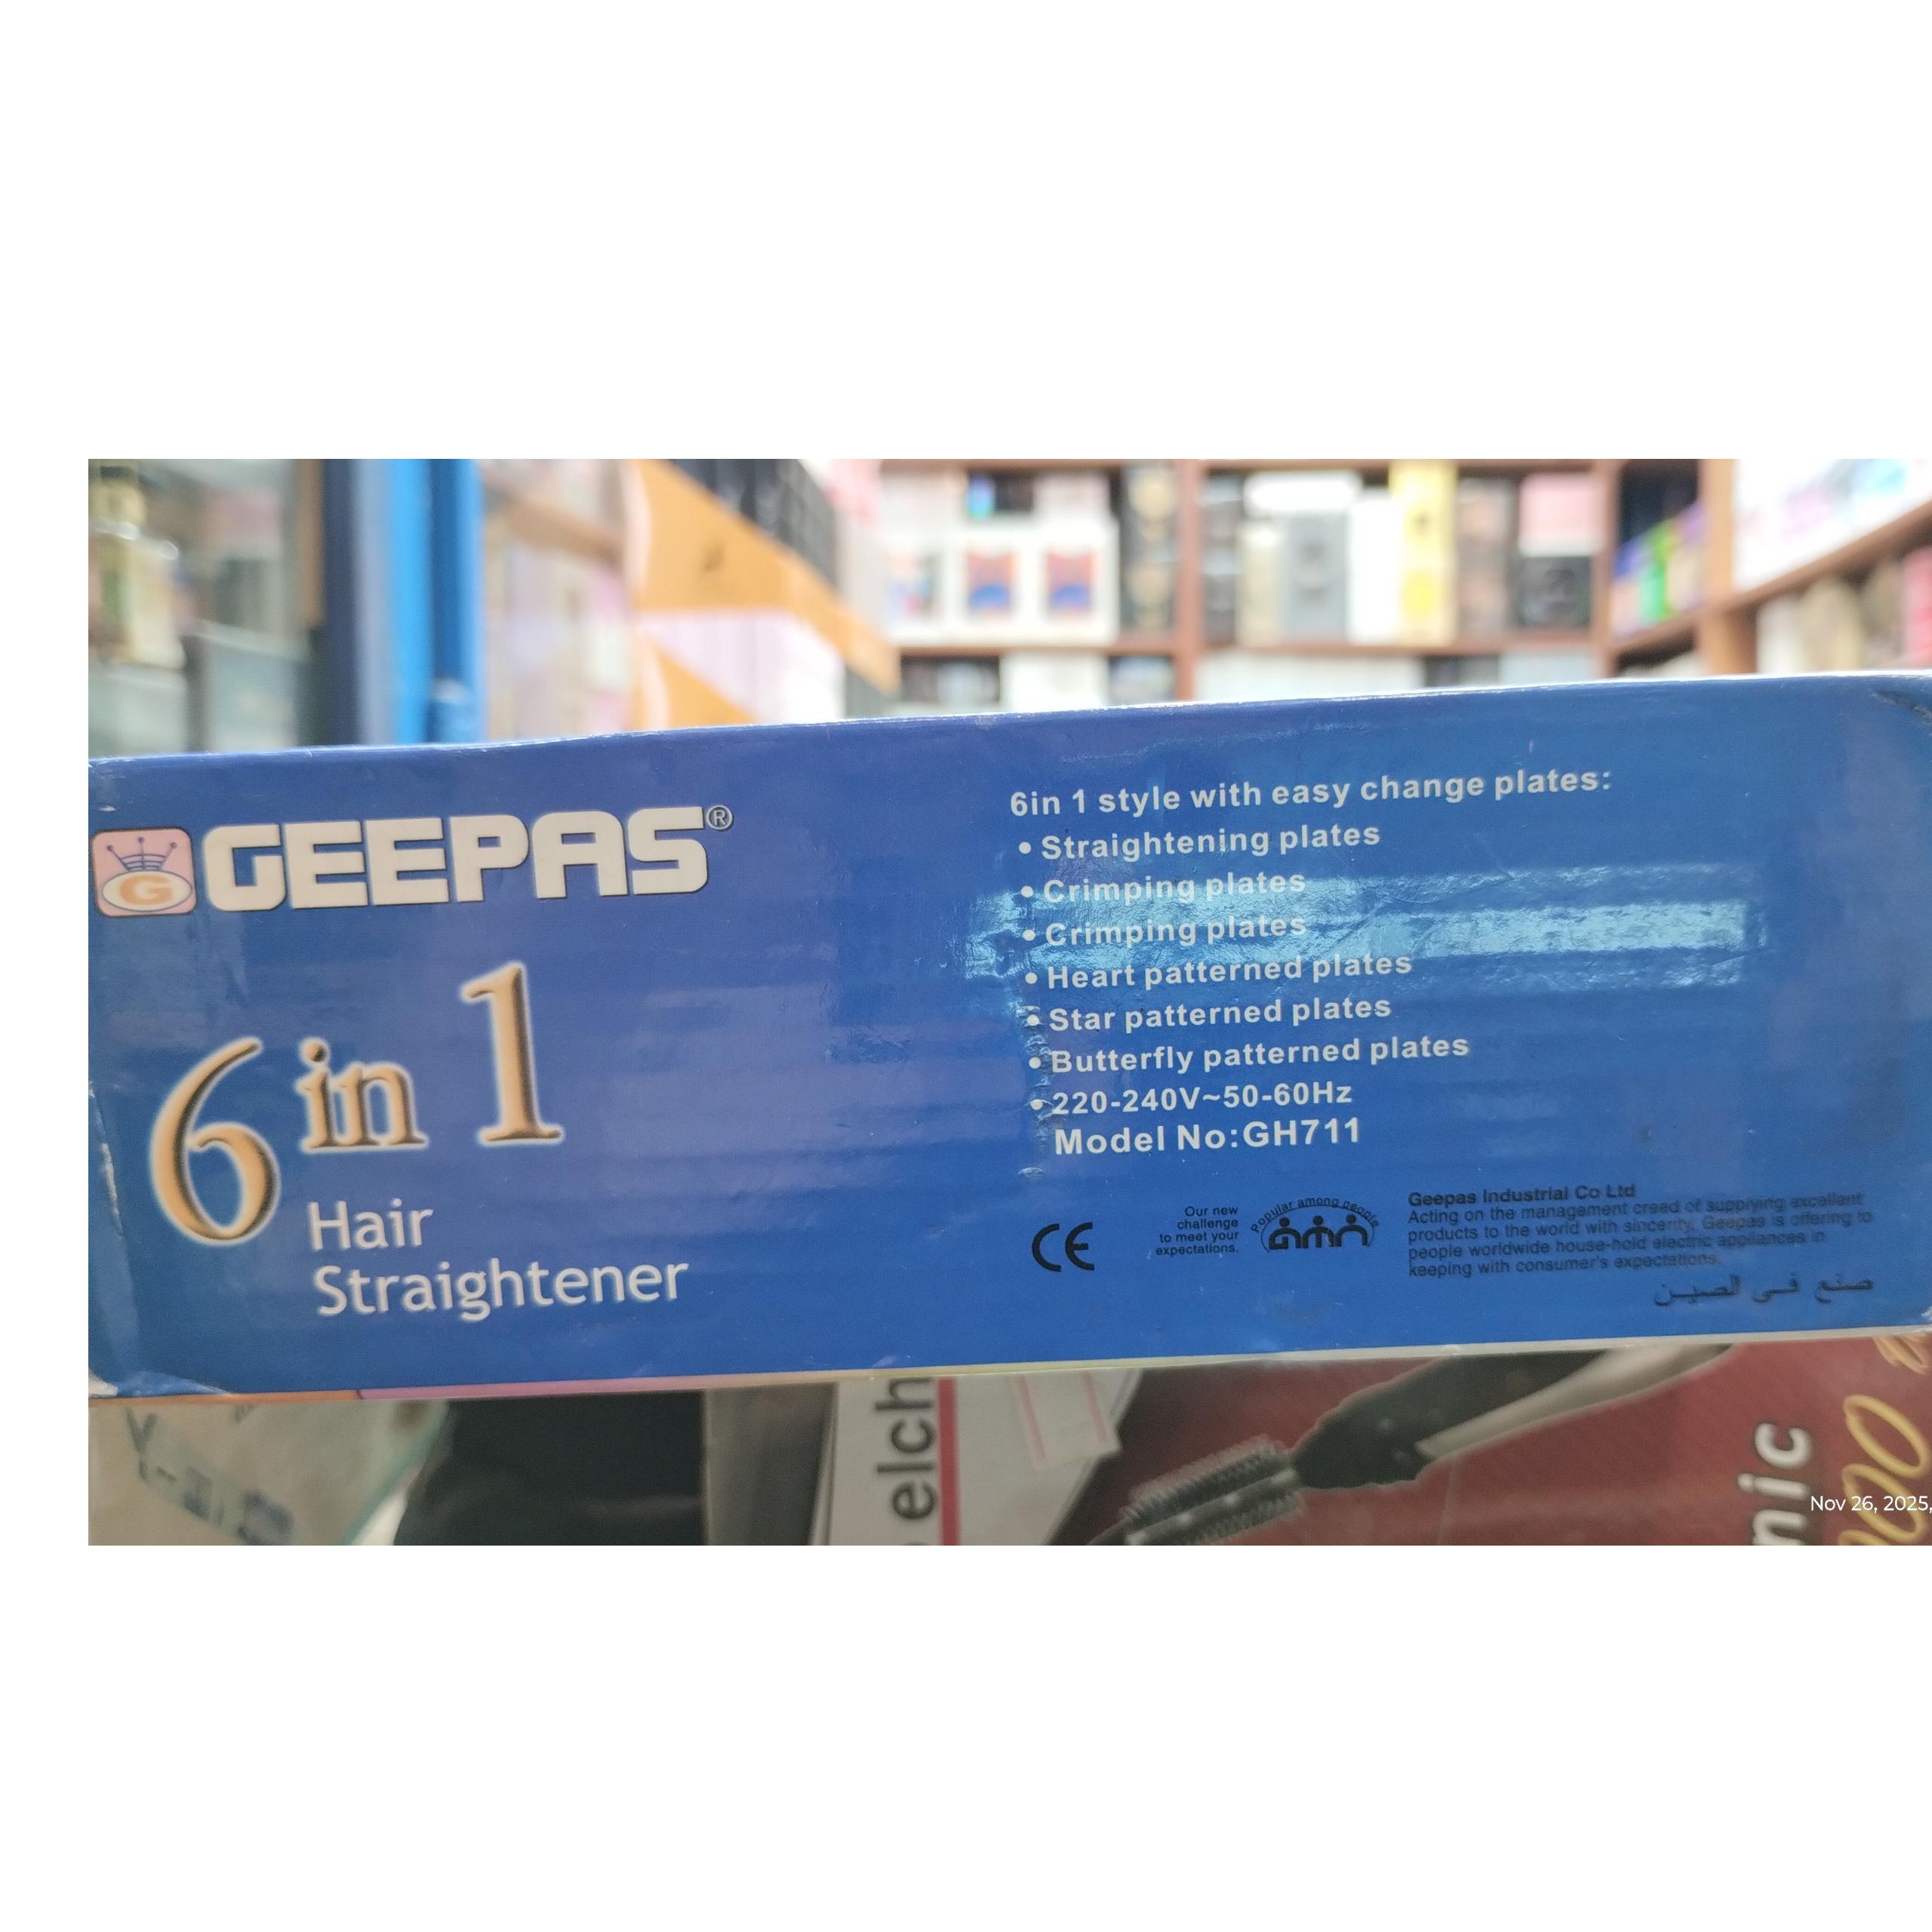 GEEPAS®
G
6 in 1
Hair
Straightener
6in 1 style with easy change plates:
• Straightening plates
• Crimping plates
• Crimping plates
• Heart patterned plates
• Star patterned plates
• Butterfly patterned plates
• 220-240V~50-60Hz
Model No:GH711
CE
Our new
challenge
to meet your
expectations.
Popular among people
Geepas Industrial Co Ltd
Acting on the management creed of supplying excellent
products to the world with sincerity, Geepas is offering to
people worldwide house-hold electric appliances in
keeping with consumer's expectations.
صنع في الصين
elch
nic
Nov 26, 2025,